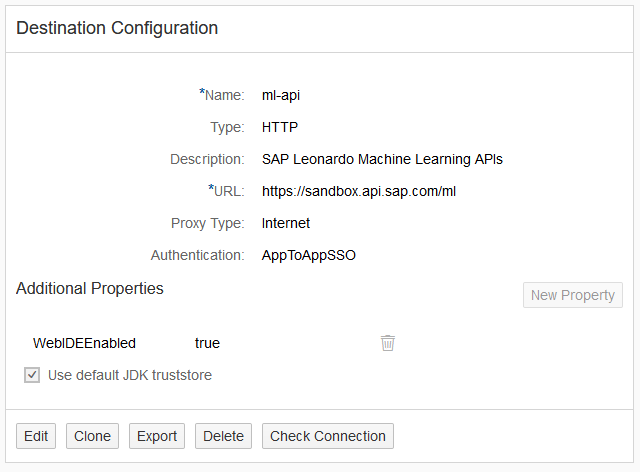 Destination Configuration
*Name: ml-api
Type: HTTP
Description: SAP Leonardo Machine Learning APIs
*URL: https://sandbox.api.sap.com/ml
Proxy Type: Internet
Authentication: AppToAppSSO
Additional Properties
New Property
WebIDEEnabled true
Use default JDK truststore
Edit Clone Export Delete Check Connection